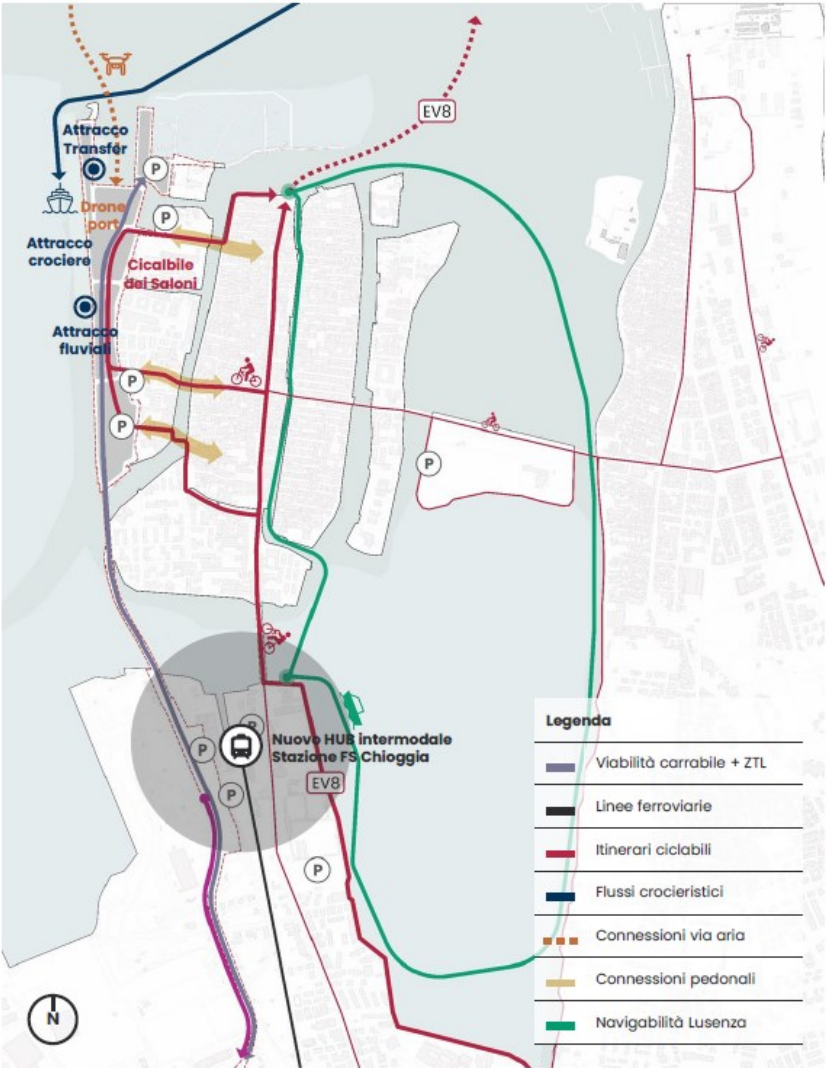 EV8
Attracco
Transfer
P
P
Drone
port
Attracco
crociere
Cicalbile
dei Saloni
Attracco
fluviali
P
P
P
Nuovo HUB intermodale
Stazione FS Chioggia
P
P
EV8
P
P
Legenda
Viabilità carrabile + ZTL
Linee ferroviarie
Itinerari ciclabili
Flussi crocieristici
Connessioni via aria
Connessioni pedonali
Navigabilità Lusenza
N